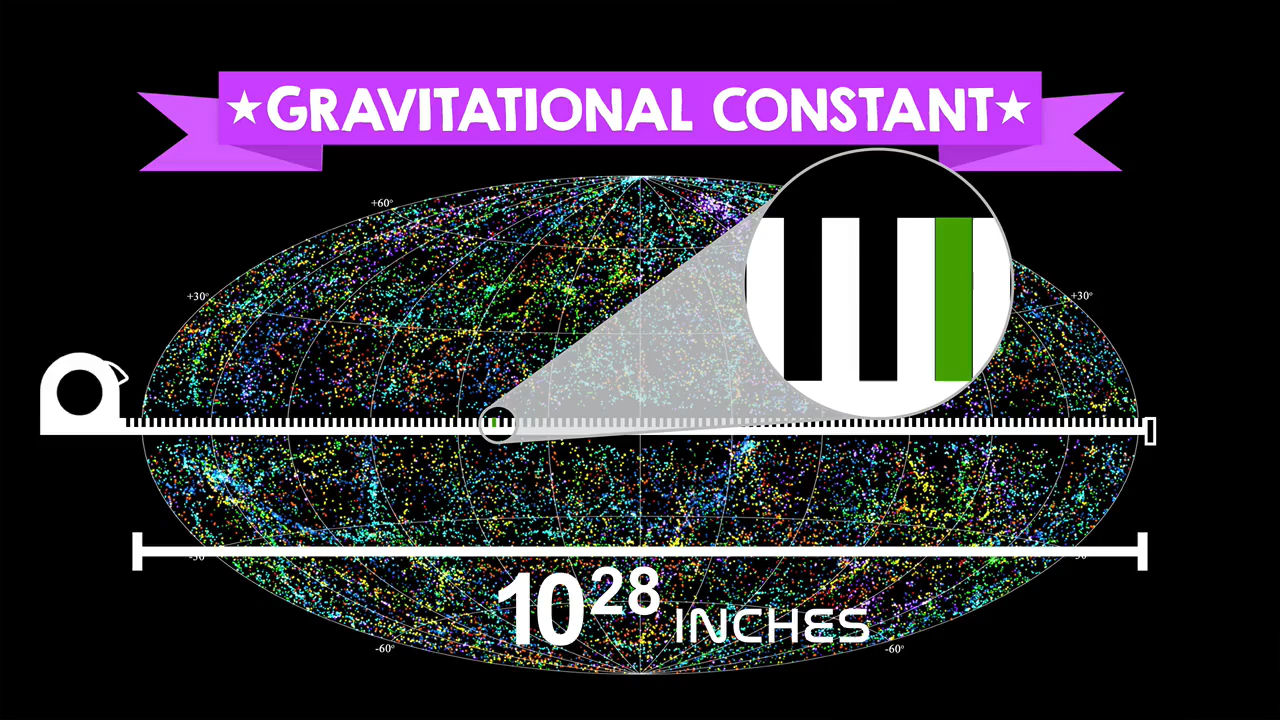 ★GRAVITATIONAL CONSTANT★
+60°
+30°
+30°
10²⁸ INCHES
-60°
-60°